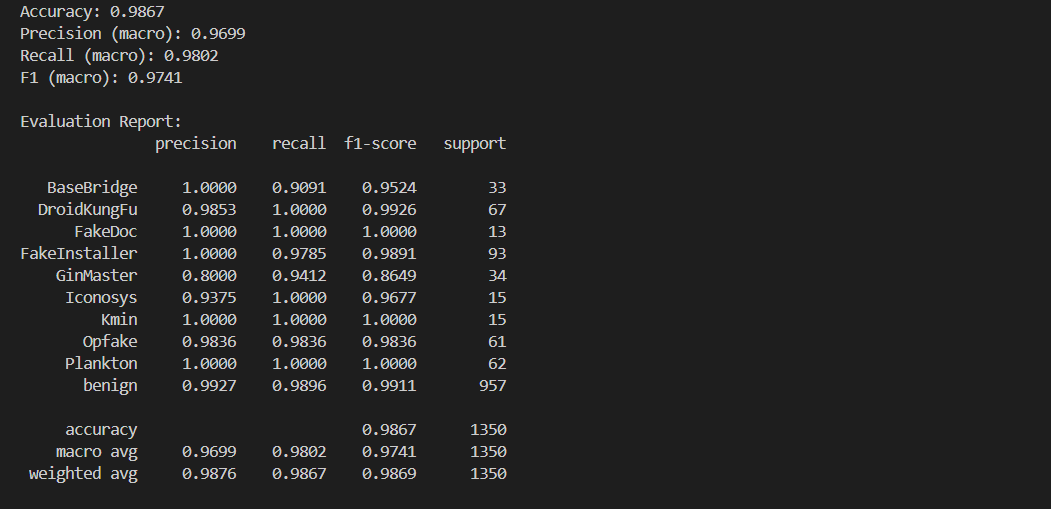 Accuracy: 0.9867
Precision (macro): 0.9699
Recall (macro): 0.9802
F1 (macro): 0.9741
Evaluation Report:
precision recall f1-score support
BaseBridge 1.0000 0.9091 0.9524 33
DroidKungFu 0.9853 1.0000 0.9926 67
FakeDoc 1.0000 1.0000 1.0000 13
FakeInstaller 1.0000 0.9785 0.9891 93
GinMaster 0.8000 0.9412 0.8649 34
Iconosys 0.9375 1.0000 0.9677 15
Kmin 1.0000 1.0000 1.0000 15
Opfake 0.9836 0.9836 0.9836 61
Plankton 1.0000 1.0000 1.0000 62
benign 0.9927 0.9896 0.9911 957
accuracy 0.9867 1350
macro avg 0.9699 0.9802 0.9741 1350
weighted avg 0.9876 0.9867 0.9869 1350